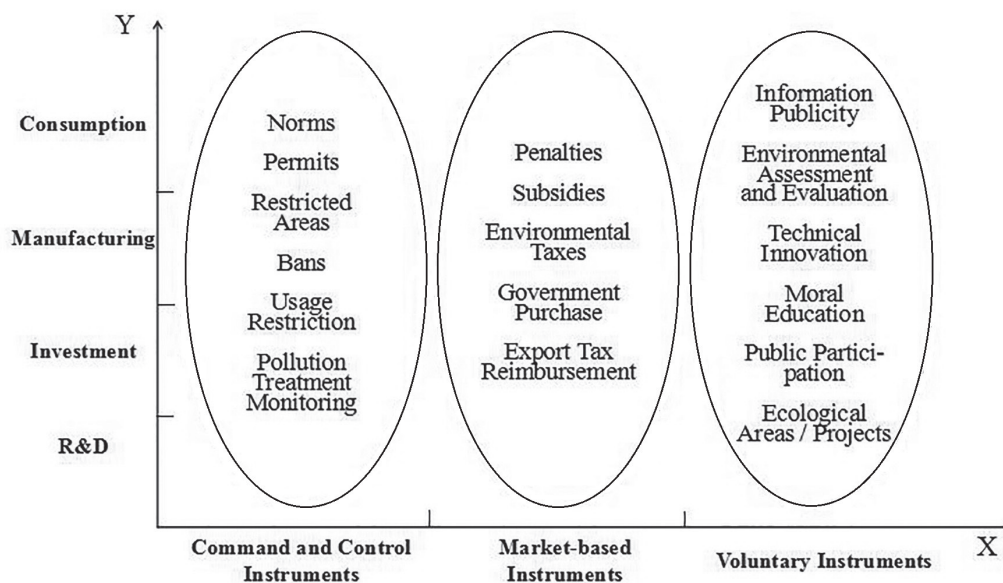 Y
Consumption
Manufacturing
Investment
R&D
Norms
Permits
Restricted
Areas
Bans
Usage
Restriction
Pollution
Treatment
Monitoring
Penalties
Subsidies
Environmental
Taxes
Government
Purchase
Export Tax
Reimbursement
Information
Publicity
Environmental
Assessment
and Evaluation
Technical
Innovation
Moral
Education
Public Partici-
pation
Ecological
Areas / Projects
Command and Control
Instruments
Market-based
Instruments
Voluntary Instruments
X